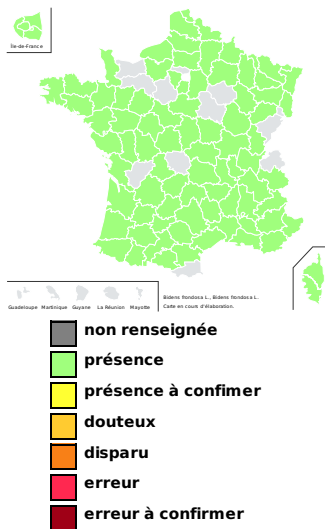 Île-de-France
Guadeloupe Martinique Guyane La Réunion Mayotte
Bidens frondosa L., Bidens frondosa L.
Carte en cours d'élaboration.
non renseignée
présence
présence à confimer
douteux
disparu
erreur
erreur à confirmer